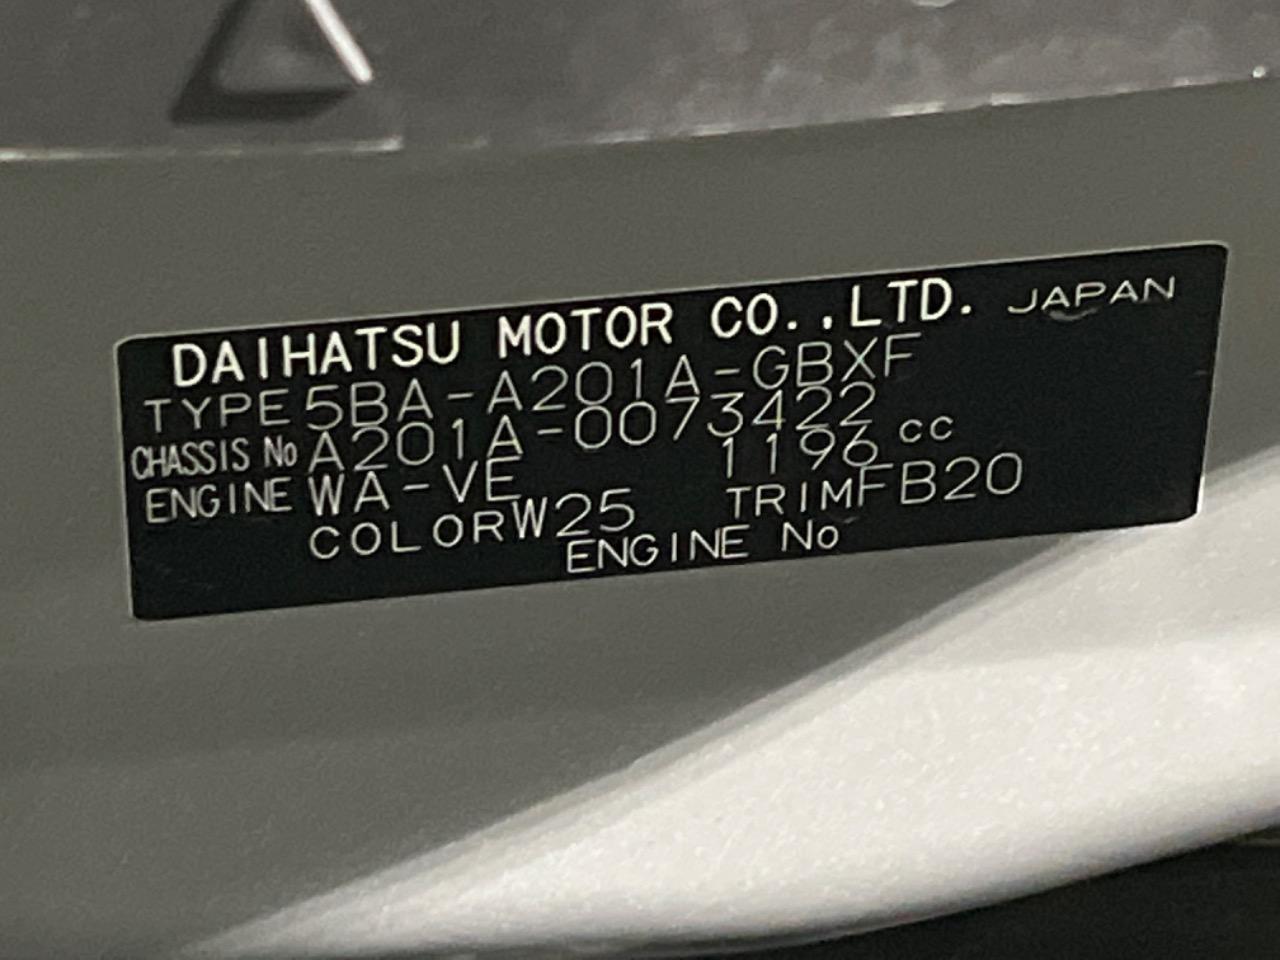 DAIHATSU MOTOR CO.,LTD. JAPAN
TYPE 5BA-A201A-GBXF
CHASSIS No A201A-0073422
ENGINE WA-VE 1196 cc
COLOR W25 TRIM FB20
ENGINE No